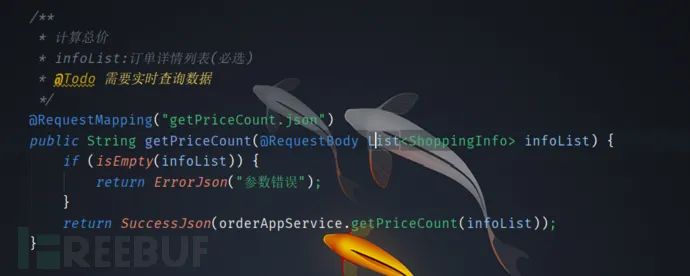 /**
* 计算总价
* infoList:订单详情列表(必选)
* @Todo 需要实时查询数据
*/
@RequestMapping("getPriceCount.json")
public String getPriceCount(@RequestBody List<ShoppingInfo> infoList) {
if (isEmpty(infoList)) {
return ErrorJson("参数错误");
}
return SuccessJson(orderAppService.getPriceCount(infoList));
}
FREEBUF